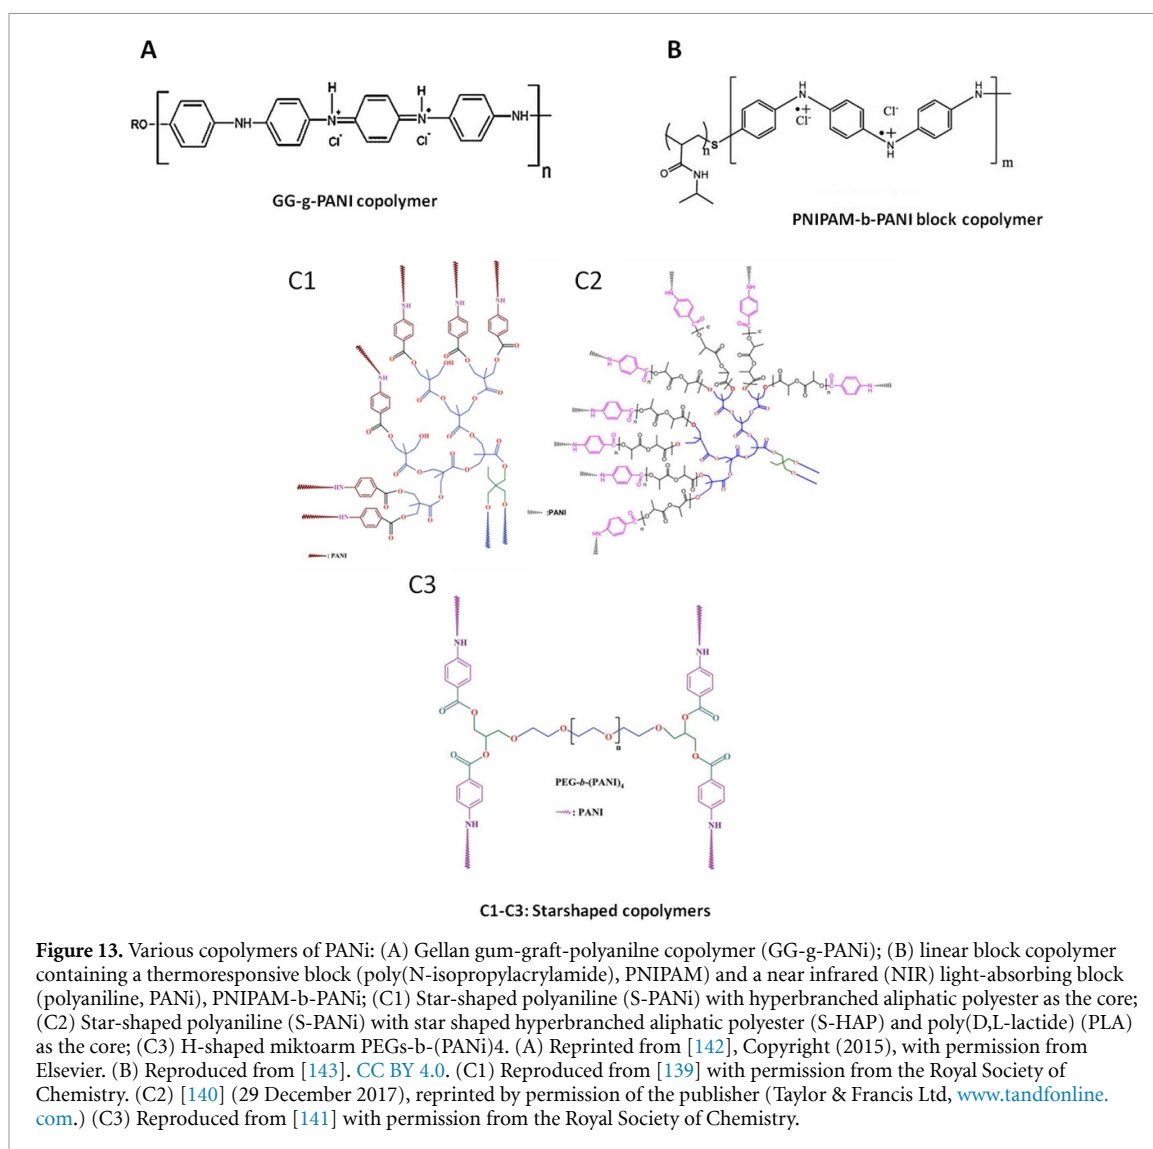 A
B
RO
NH
H
N
+
Cl-
H
N
+
Cl-
NH
n
GG-g-PANI copolymer
O
NH
n
S
H
N
•+
Cl-
Cl-
•+
N
H
H
N
m
PNIPAM-b-PANI block copolymer
C1
C2
: PANI
:PANI
C3
NH
NH
O
O
O
O
O
O
O
n
O
O
O
O
O
PEG-b-(PANI)4
: PANI
NH
NH
C1-C3: Starshaped copolymers
Figure 13. Various copolymers of PANi: (A) Gellan gum-graft-polyanilne copolymer (GG-g-PANi); (B) linear block copolymer
containing a thermoresponsive block (poly(N-isopropylacrylamide), PNIPAM) and a near infrared (NIR) light-absorbing block
(polyaniline, PANi), PNIPAM-b-PANi; (C1) Star-shaped polyaniline (S-PANi) with hyperbranched aliphatic polyester as the core;
(C2) Star-shaped polyaniline (S-PANi) with star shaped hyperbranched aliphatic polyester (S-HAP) and poly(D,L-lactide) (PLA)
as the core; (C3) H-shaped miktoarm PEGs-b-(PANi)4. (A) Reprinted from [142], Copyright (2015), with permission from
Elsevier. (B) Reproduced from [143]. CC BY 4.0. (C1) Reproduced from [139] with permission from the Royal Society of
Chemistry. (C2) [140] (29 December 2017), reprinted by permission of the publisher (Taylor & Francis Ltd, www.tandfonline.
com.) (C3) Reproduced from [141] with permission from the Royal Society of Chemistry.